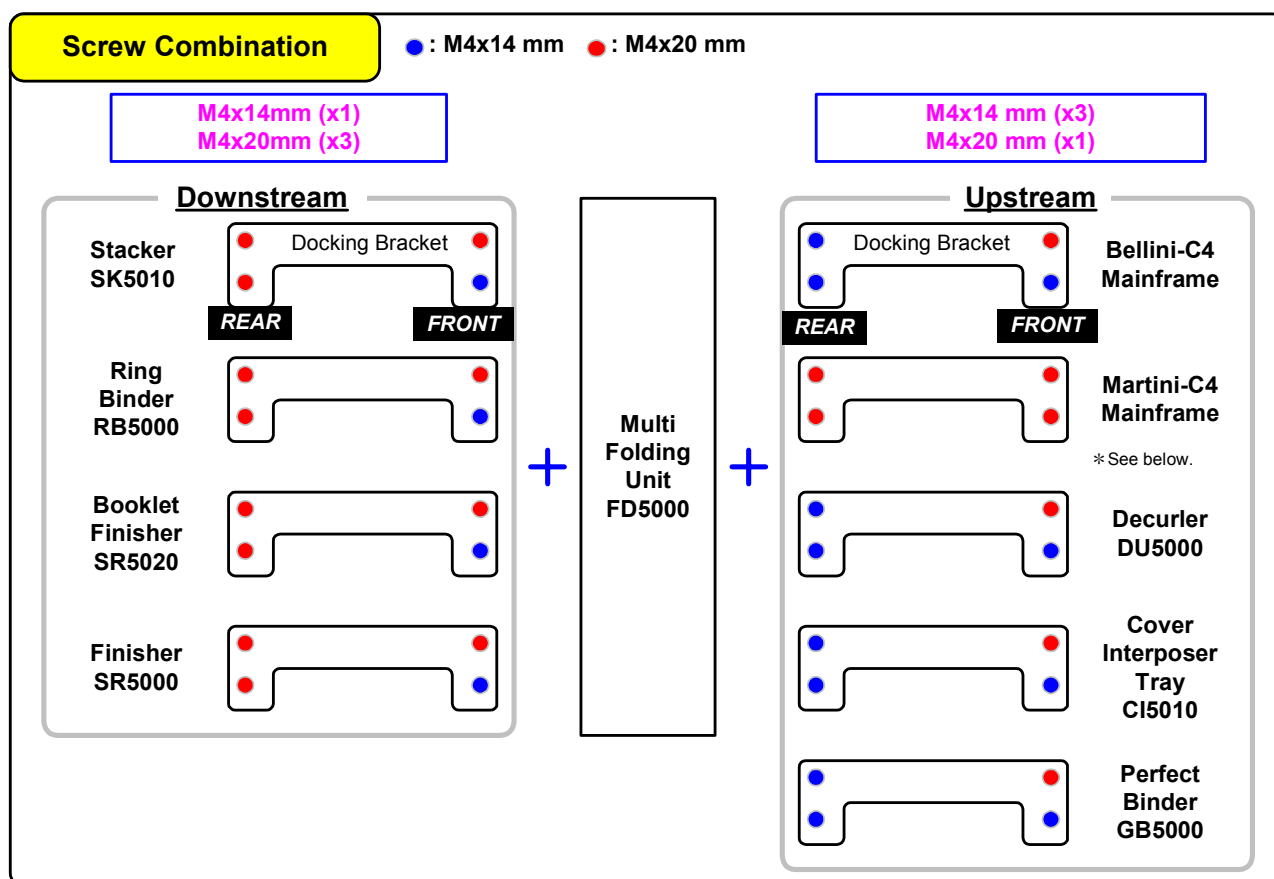 Screw Combination
: M4x14 mm : M4x20 mm
M4x14mm (x1)
M4x20mm (x3)
M4x14 mm (x3)
M4x20 mm (x1)
Downstream
Stacker
SK5010
Docking Bracket
REAR
FRONT
Ring
Binder
RB5000
Booklet
Finisher
SR5020
Finisher
SR5000
+
Multi
Folding
Unit
FD5000
+
Upstream
Docking Bracket
REAR
FRONT
Bellini-C4
Mainframe
Martini-C4
Mainframe
＊See below.
Decurler
DU5000
Cover
Interposer
Tray
CI5010
Perfect
Binder
GB5000